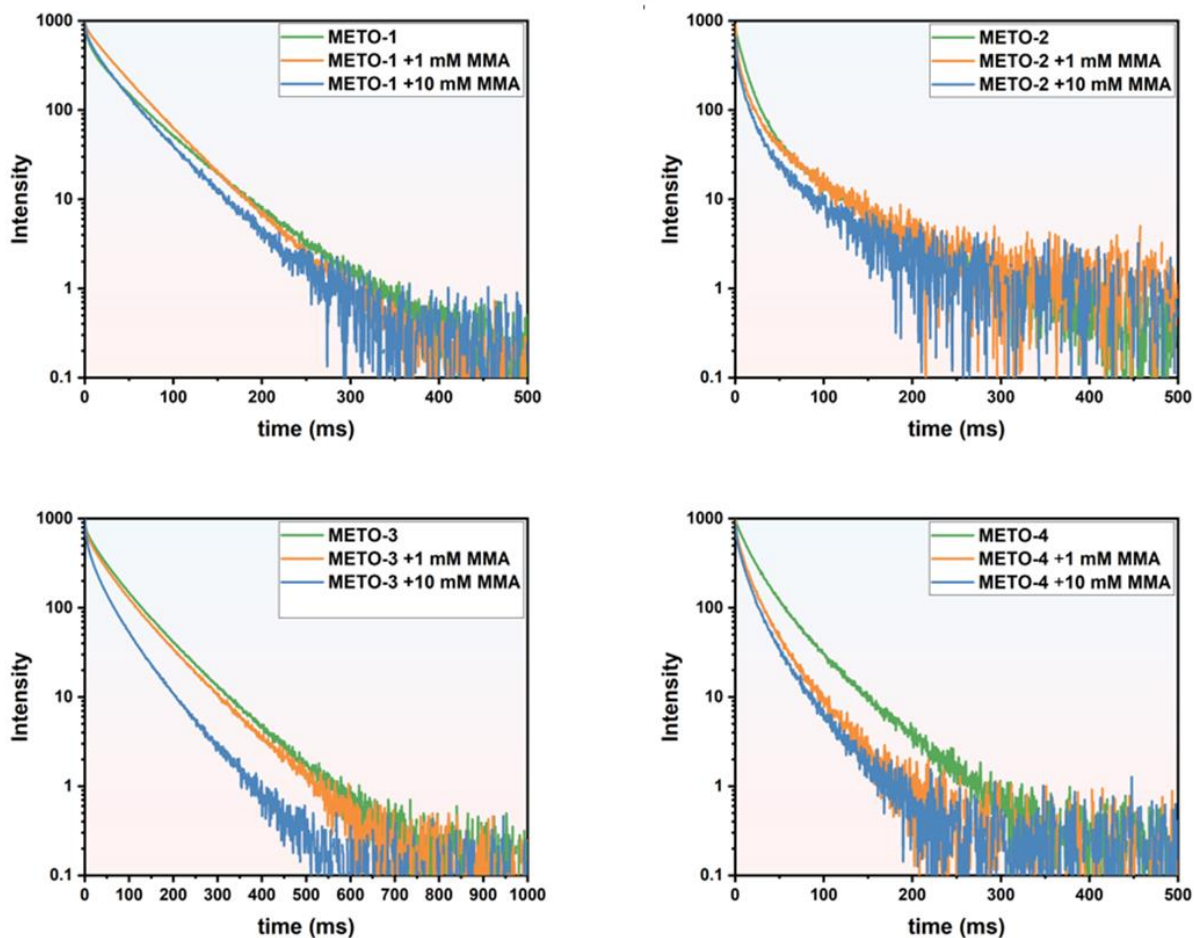 METO-1
METO-1 +1 mM MMA
METO-1 +10 mM MMA
1000
100
10
1
0.1
Intensity
0 100 200 300 400 500
time (ms)
METO-2
METO-2 +1 mM MMA
METO-2 +10 mM MMA
1000
100
10
1
0.1
Intensity
0 100 200 300 400 500
time (ms)
METO-3
METO-3 +1 mM MMA
METO-3 +10 mM MMA
1000
100
10
1
0.1
Intensity
0 100 200 300 400 500 600 700 800 900 1000
time (ms)
METO-4
METO-4 +1 mM MMA
METO-4 +10 mM MMA
1000
100
10
1
0.1
Intensity
0 100 200 300 400 500
time (ms)